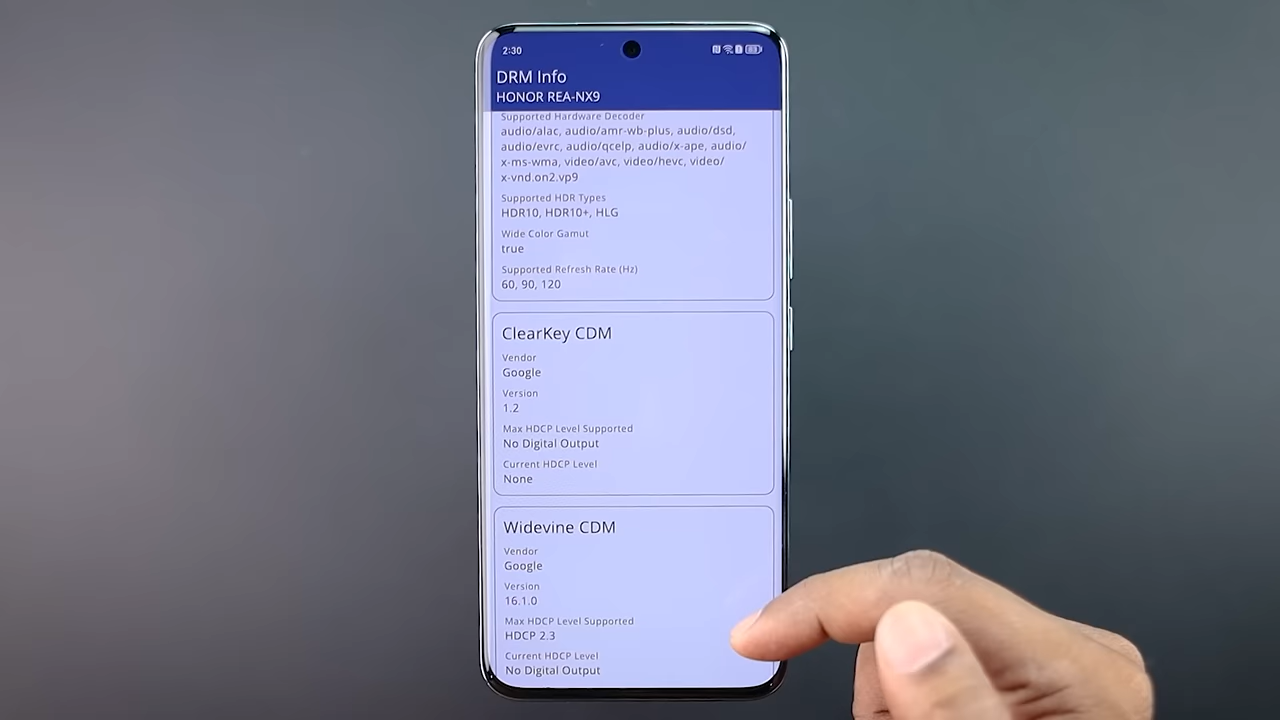 2:30
DRM Info
HONOR REA-NX9
Supported Hardware Decoder
audio/alac, audio/amr-wb-plus, audio/dsd,
audio/evrc, audio/qcelp, audio/x-ape, audio/
x-ms-wma, video/avc, video/hevc, video/
x-vnd.on2.vp9
Supported HDR Types
HDR10, HDR10+, HLG
Wide Color Gamut
true
Supported Refresh Rate (Hz)
60, 90, 120
ClearKey CDM
Vendor
Google
Version
1.2
Max HDCP Level Supported
No Digital Output
Current HDCP Level
None
Widevine CDM
Vendor
Google
Version
16.1.0
Max HDCP Level Supported
HDCP 2.3
Current HDCP Level
No Digital Output